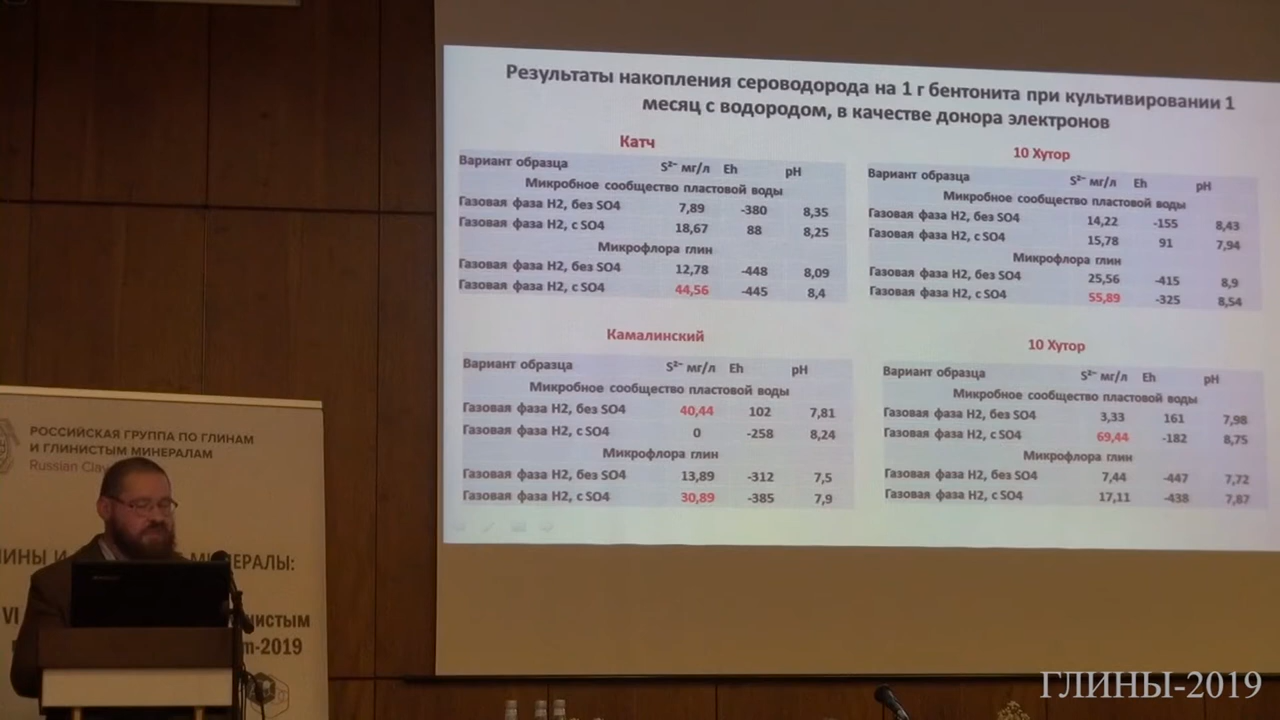 Результаты накопления сероводорода на 1 г бентонита при культивировании 1
месяц с водородом, в качестве донора электронов
Катч
Вариант образца S²⁻ мг/л Eh pH
Микробное сообщество пластовой воды
Газовая фаза H2, без SO4 7,89 -380 8,35
Газовая фаза H2, с SO4 18,67 88 8,25
Микрофлора глин
Газовая фаза H2, без SO4 12,78 -448 8,09
Газовая фаза H2, с SO4 44,56 -445 8,4
10 Хутор
Вариант образца S²⁻ мг/л Eh pH
Микробное сообщество пластовой воды
Газовая фаза H2, без SO4 14,22 -155 8,43
Газовая фаза H2, с SO4 15,78 91 7,94
Микрофлора глин
Газовая фаза H2, без SO4 25,56 -415 8,9
Газовая фаза H2, с SO4 55,89 -325 8,54
Камалинский
Вариант образца S²⁻ мг/л Eh pH
Микробное сообщество пластовой воды
Газовая фаза H2, без SO4 40,44 102 7,81
Газовая фаза H2, с SO4 0 -258 8,24
Микрофлора глин
Газовая фаза H2, без SO4 13,89 -312 7,5
Газовая фаза H2, с SO4 30,89 -385 7,9
10 Хутор
Вариант образца S²⁻ мг/л Eh pH
Микробное сообщество пластовой воды
Газовая фаза H2, без SO4 3,33 161 7,98
Газовая фаза H2, с SO4 69,44 -182 8,75
Микрофлора глин
Газовая фаза H2, без SO4 7,44 -447 7,72
Газовая фаза H2, с SO4 17,11 -438 7,87
РОССИЙСКАЯ ГРУППА ПО ГЛИНАМ
И ГЛИНИСТЫМ МИНЕРАЛАМ
Russian Clay
VI
-2019
ГЛИНЫ-2019